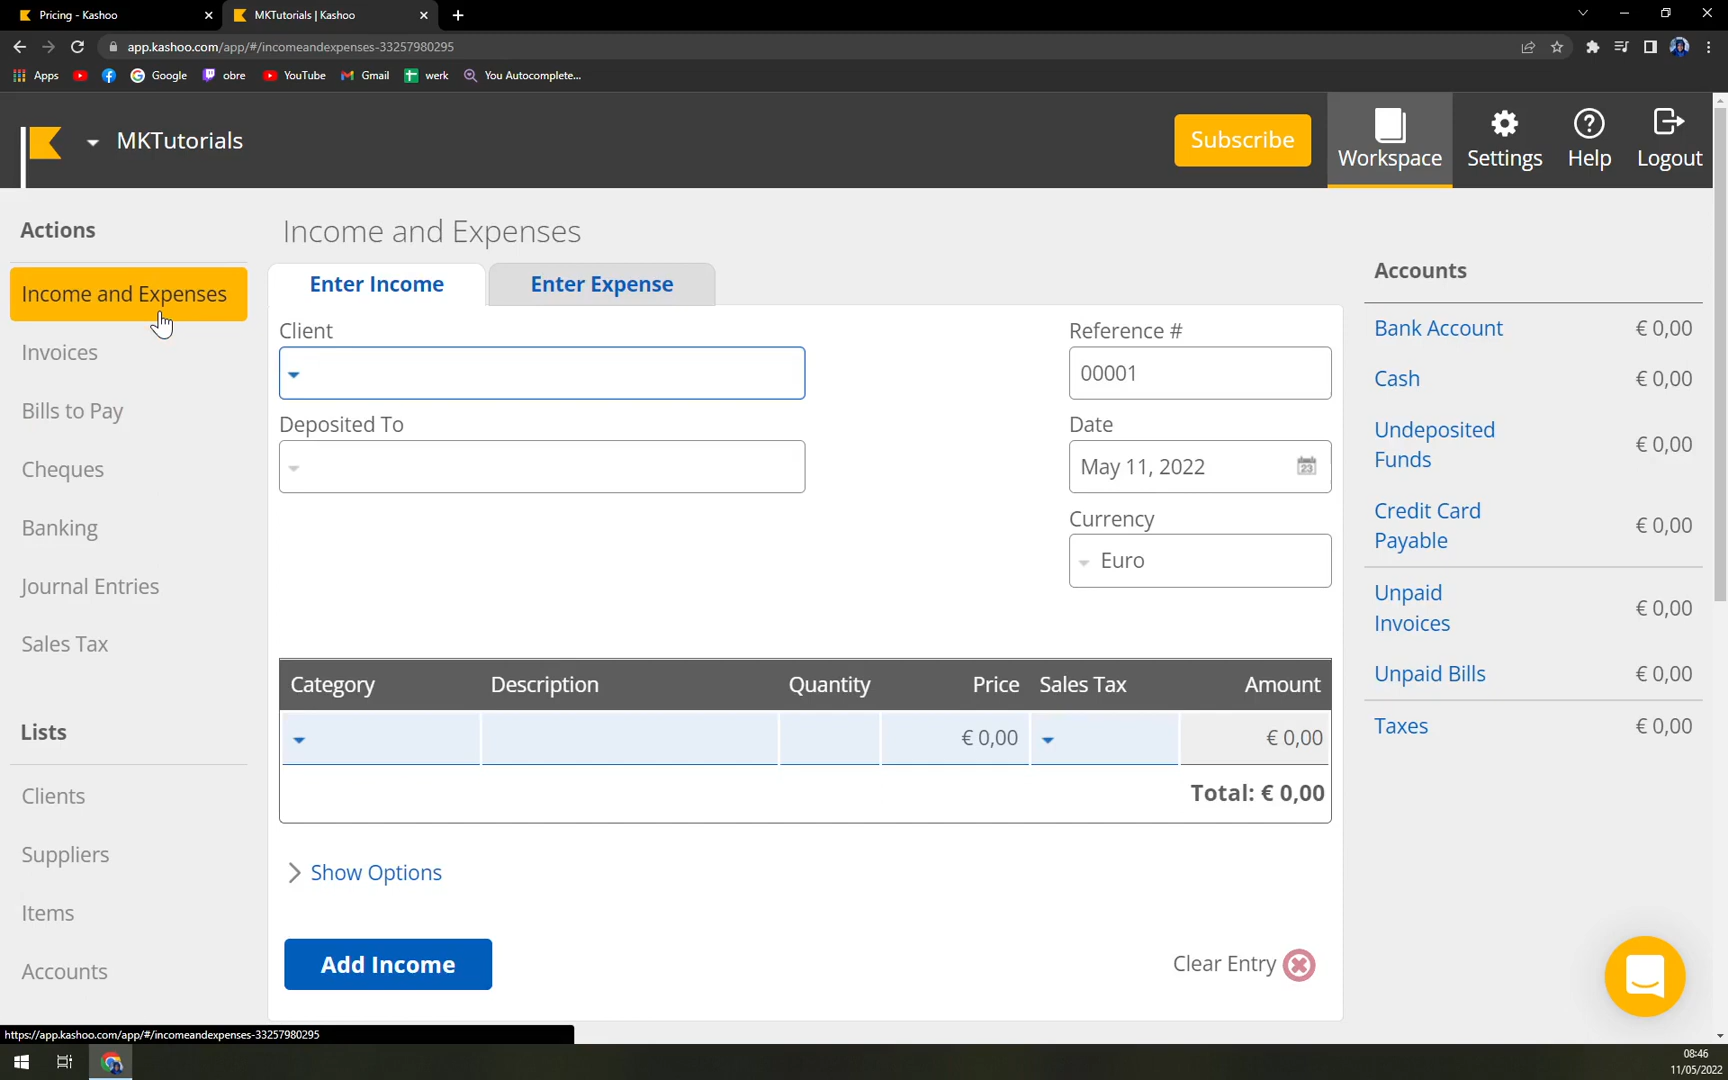 Pricing - Kashoo
MKTutorials | Kashoo
app.kashoo.com/app/#/incomeandexpenses-33257980295
Apps
Google
obre
YouTube
Gmail
werk
You Autocomplete...
MKTutorials
Subscribe
Workspace
Settings
Help
Logout
Actions
Income and Expenses
Invoices
Bills to Pay
Cheques
Banking
Journal Entries
Sales Tax
Lists
Clients
Suppliers
Items
Accounts
Income and Expenses
Enter Income
Enter Expense
Client
Reference #
00001
Deposited To
Date
May 11, 2022
23
Currency
Euro
Category Description Quantity Price Sales Tax Amount
€ 0,00 € 0,00
Total: € 0,00
Show Options
Add Income
Clear Entry
Accounts
Bank Account € 0,00
Cash € 0,00
Undeposited
Funds € 0,00
Credit Card
Payable € 0,00
Unpaid
Invoices € 0,00
Unpaid Bills € 0,00
Taxes € 0,00
https://app.kashoo.com/app/#/incomeandexpenses-33257980295
08:46
11/05/2022